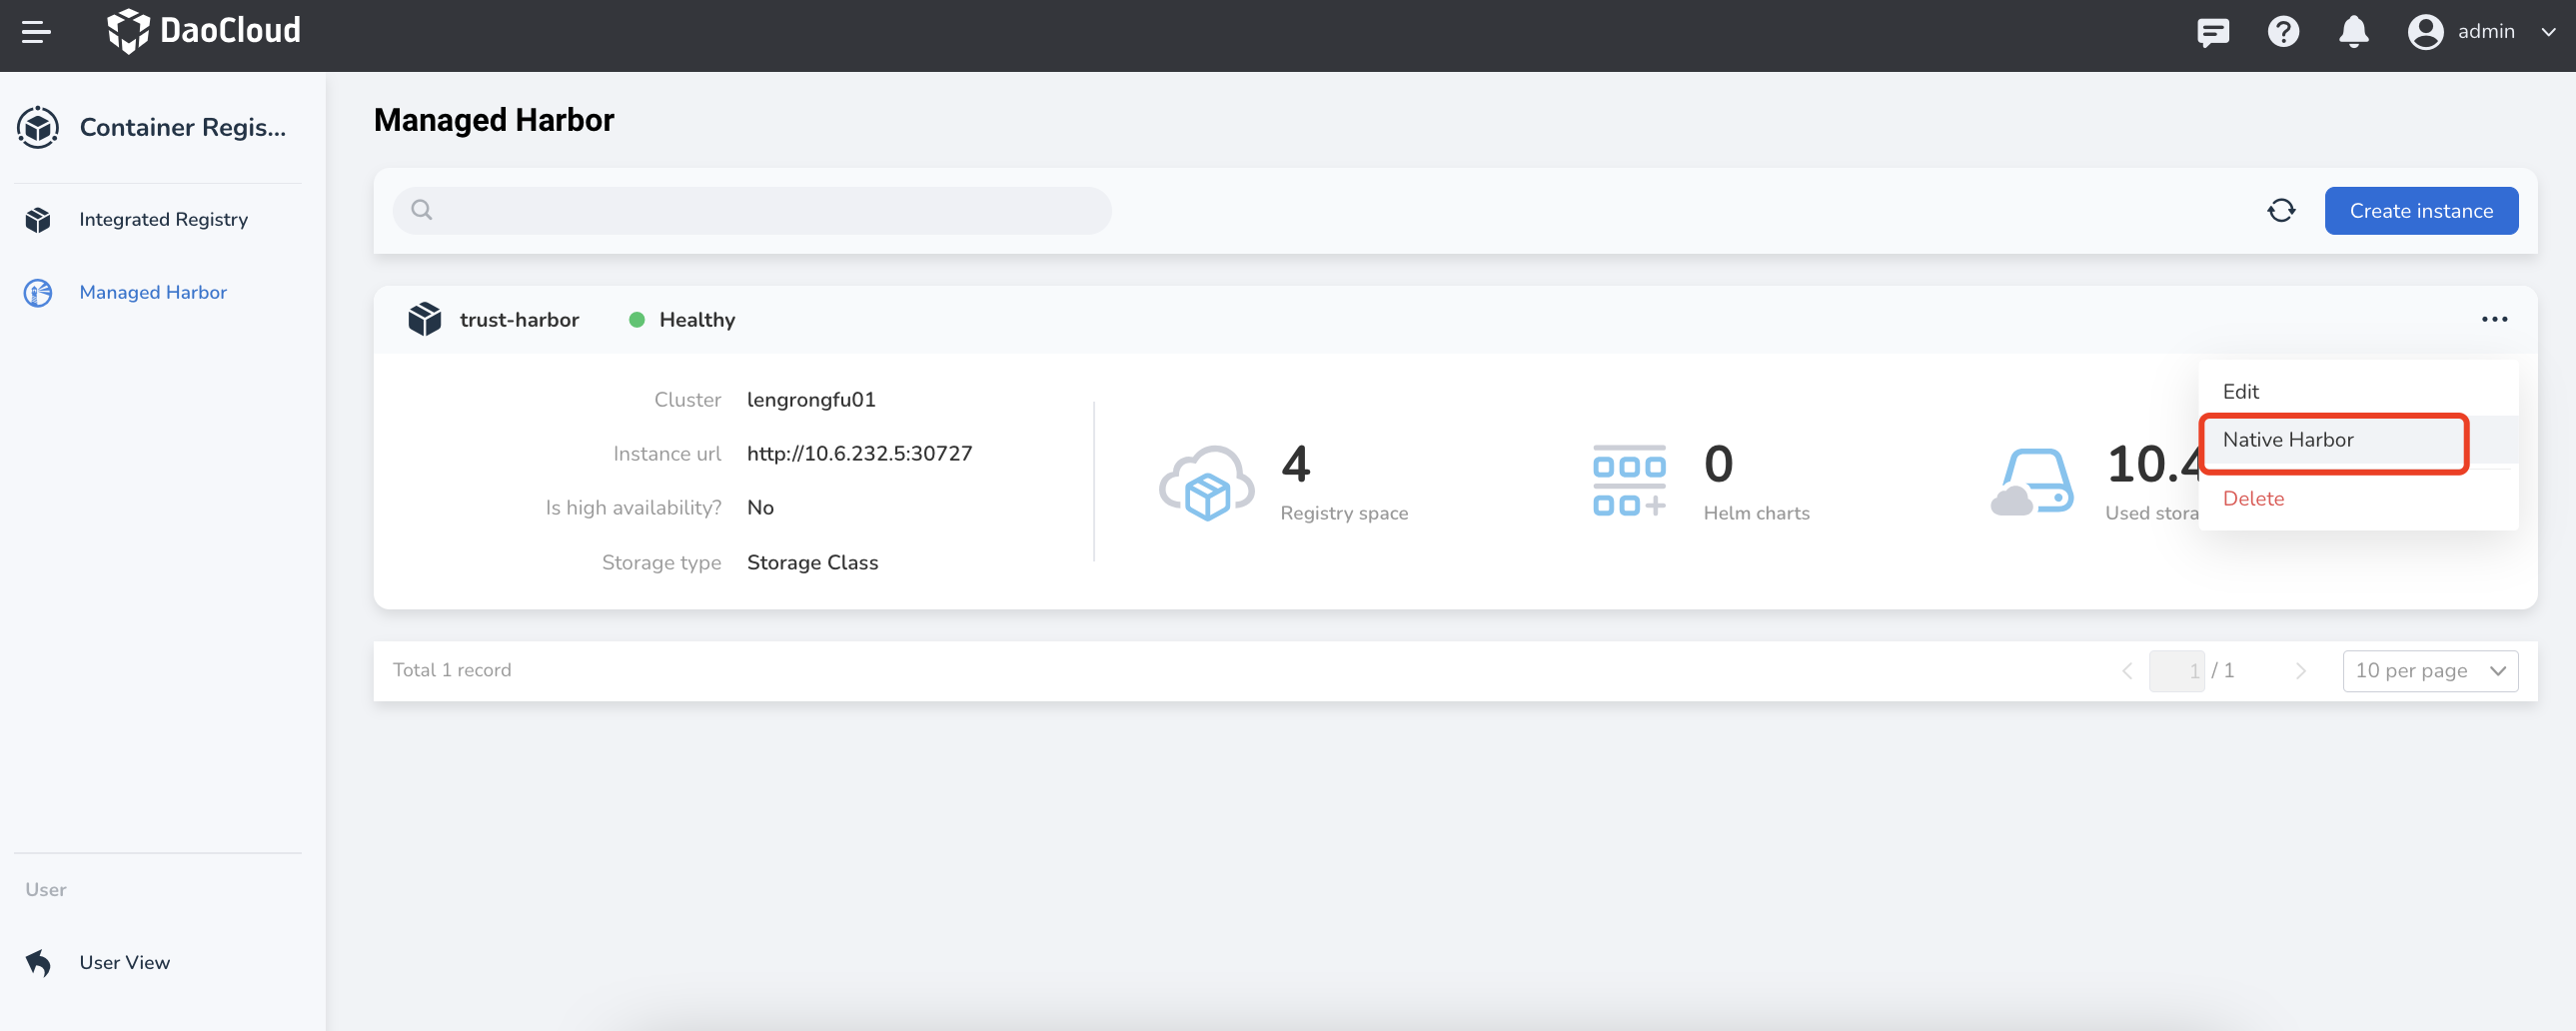 DaoCloud
admin
Container Regis...
Integrated Registry
Managed Harbor
User
User View
Managed Harbor
Create instance
trust-harbor
Healthy
Cluster lengrongfu01
Instance url http://10.6.232.5:30727
Is high availability? No
Storage type Storage Class
4
Registry space
0
Helm charts
10.4
Used stora
Edit
Native Harbor
Delete
Total 1 record
1 / 1
10 per page